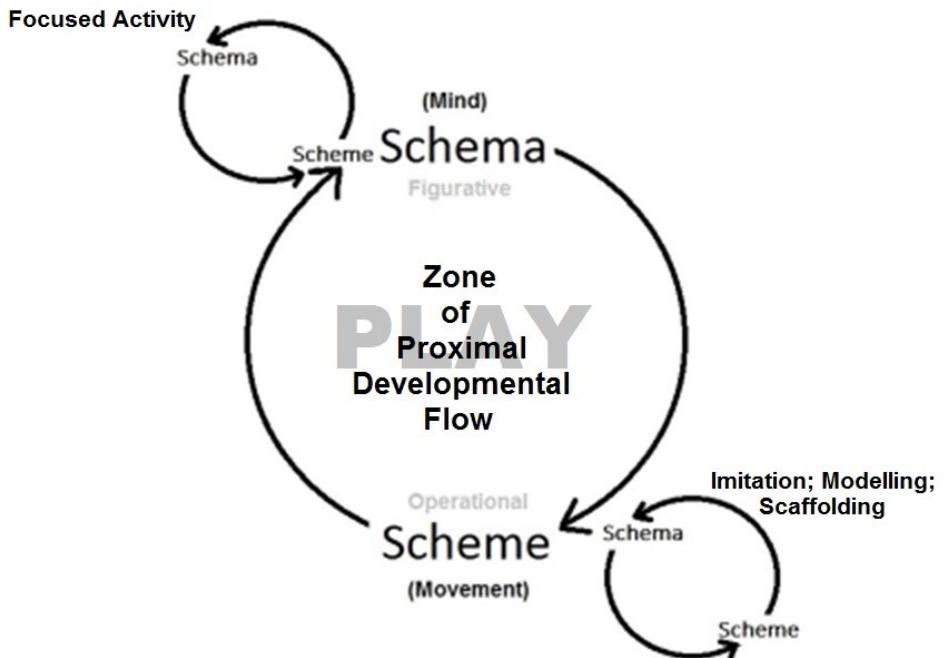 Focused Activity
Schema
(Mind)
Scheme
Schema
Figurative
Zone
of
PLAY
Proximal
Developmental
Flow
Imitation; Modelling;
Scaffolding
Operational
Schema
Scheme
(Movement)
Scheme